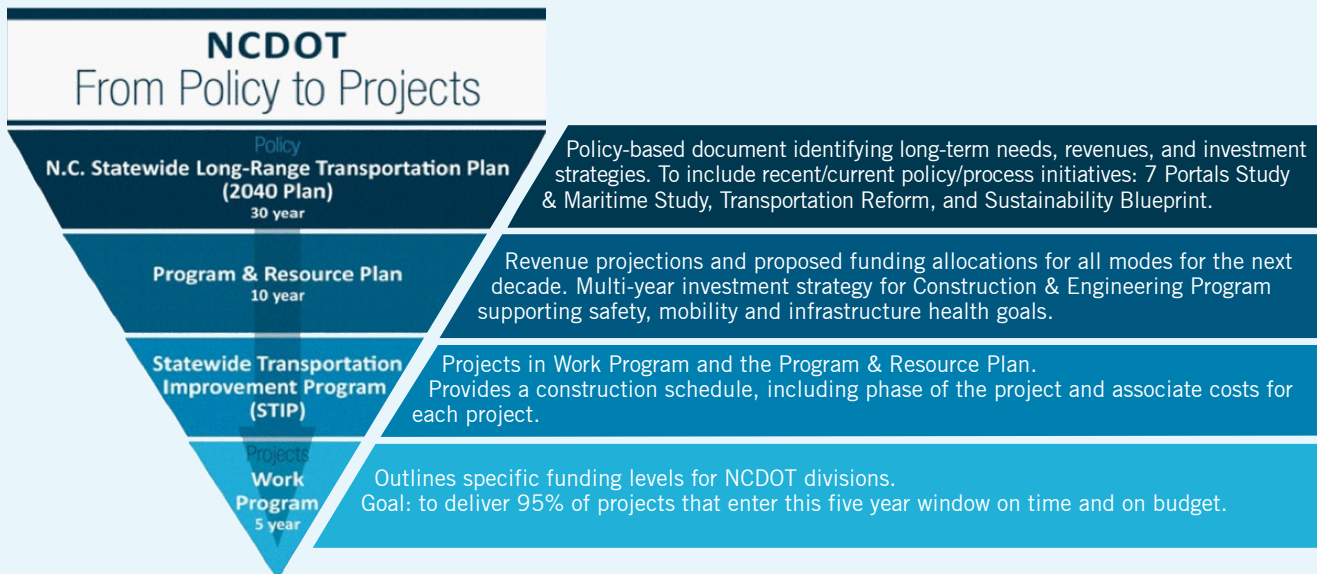 NCDOT
From Policy to Projects
Policy
N.C. Statewide Long-Range Transportation Plan
(2040 Plan)
30 year
Policy-based document identifying long-term needs, revenues, and investment
strategies. To include recent/current policy/process initiatives: 7 Portals Study
& Maritime Study, Transportation Reform, and Sustainability Blueprint.
Program & Resource Plan
10 year
Revenue projections and proposed funding allocations for all modes for the next
decade. Multi-year investment strategy for Construction & Engineering Program
supporting safety, mobility and infrastructure health goals.
Statewide Transportation
Improvement Program
(STIP)
Projects in Work Program and the Program & Resource Plan.
Provides a construction schedule, including phase of the project and associate costs for
each project.
Projects
Work
Program
5 year
Outlines specific funding levels for NCDOT divisions.
Goal: to deliver 95% of projects that enter this five year window on time and on budget.